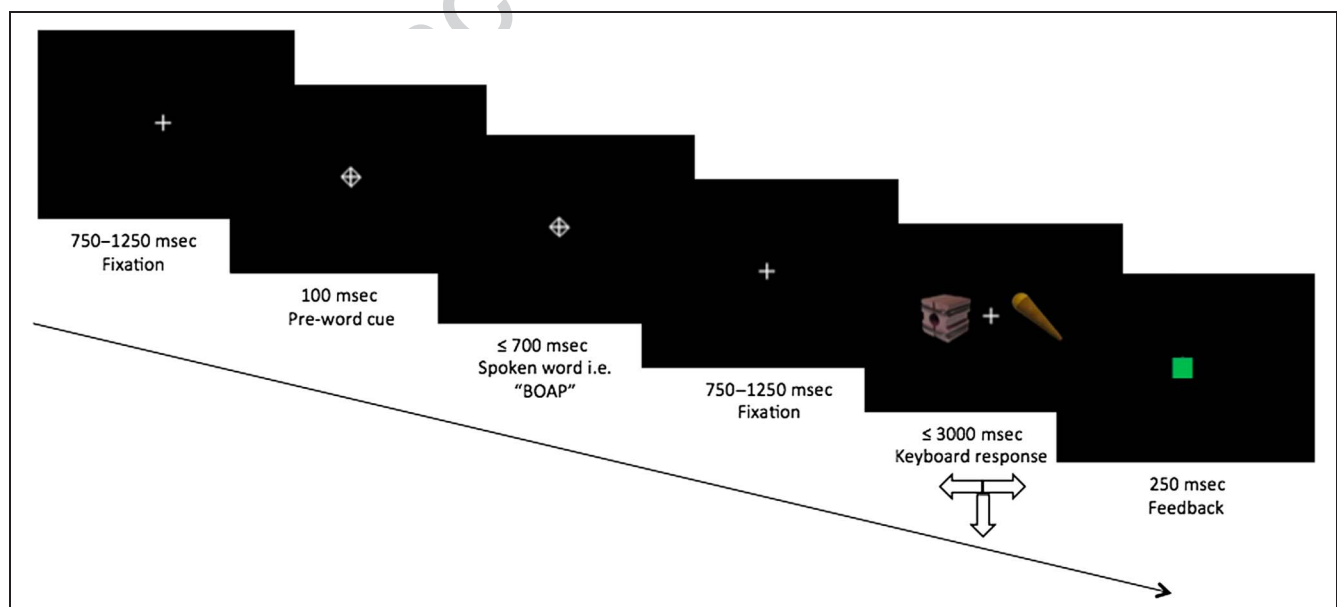 750–1250 msec
Fixation
100 msec
Pre-word cue
≤ 700 msec
Spoken word i.e.
“BOAP”
750–1250 msec
Fixation
≤ 3000 msec
Keyboard response
250 msec
Feedback